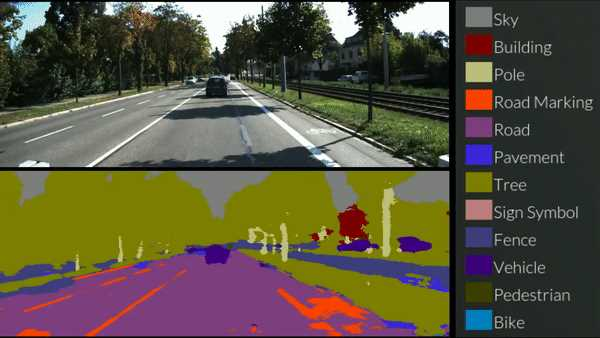 Sky
Building
Pole
Road Marking
Road
Pavement
Tree
Sign Symbol
Fence
Vehicle
Pedestrian
Bike